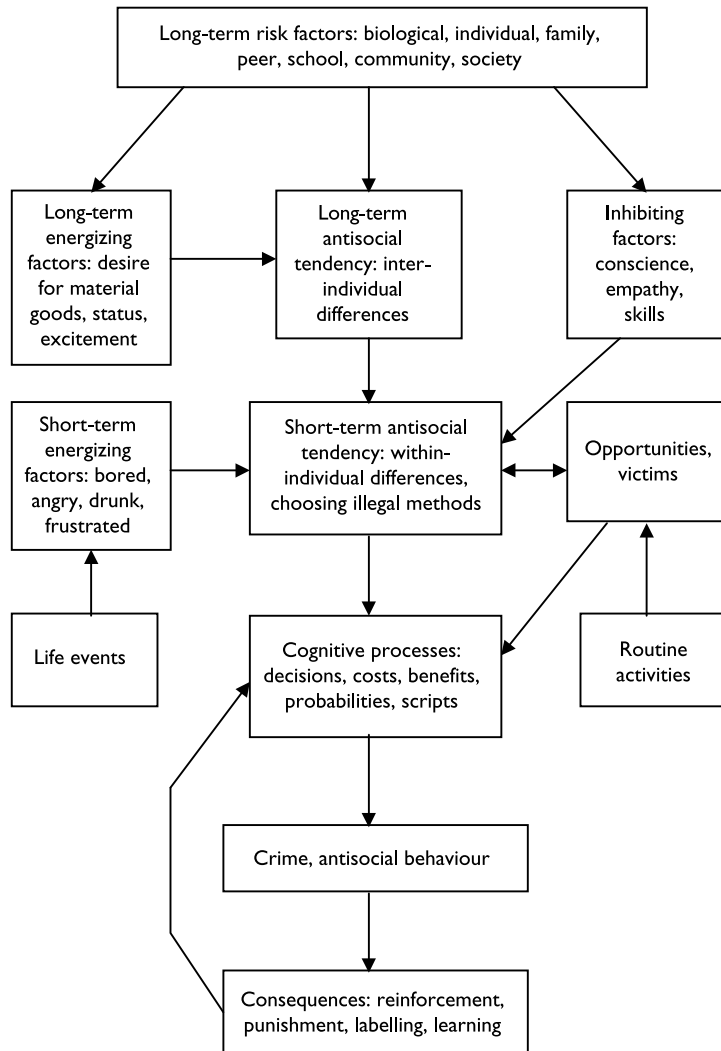 Long-term risk factors: biological, individual, family,
peer, school, community, society
Long-term
energizing
factors: desire
for material
goods, status,
excitement
Long-term
antisocial
tendency: inter-
individual
differences
Inhibiting
factors:
conscience,
empathy,
skills
Short-term
energizing
factors: bored,
angry, drunk,
frustrated
Short-term antisocial
tendency: within-
individual differences,
choosing illegal methods
Opportunities,
victims
Life events
Cognitive processes:
decisions, costs, benefits,
probabilities, scripts
Routine
activities
Crime, antisocial behaviour
Consequences: reinforcement,
punishment, labelling, learning